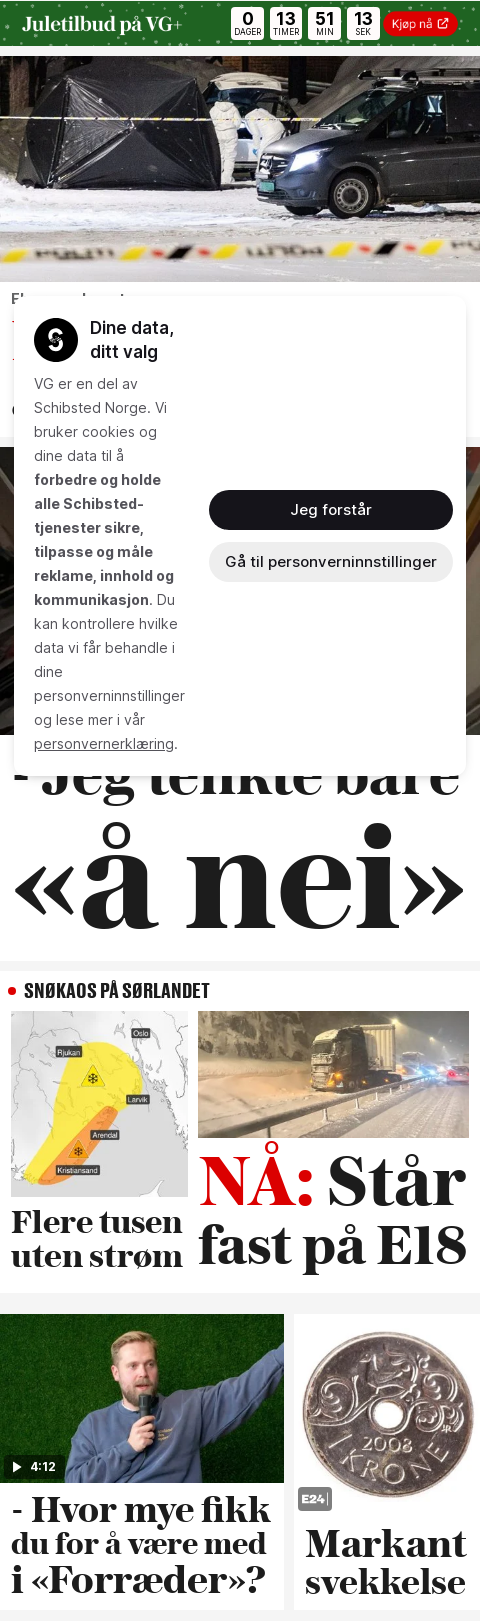 Juletilbud på VG+
0 DAGER 13 TIMER 51 MIN 13 SEK
Kjøp nå
POLITI
Dine data,
ditt valg
VG er en del av
Schibsted Norge. Vi
bruker cookies og
dine data til å
forbedre og holde
alle Schibsted-
tjenester sikre,
tilpasse og måle
reklame, innhold og
kommunikasjon. Du
kan kontrollere hvilke
data vi får behandle i
dine
personverninnstillinger
og lese mer i vår
personvernerklæring.
Jeg forstår
Gå til personverninnstillinger
- Jeg tenkte bare
«å nei»
SNØKAOS PÅ SØRLANDET
Oslo
Rjukan
Larvik
Arendal
Kristiansand
Flere tusen
uten strøm
NÅ: Står
fast på E18
4:12
- Hvor mye fikk
du for å være med
i «Forræder»?
2008
1 KRONE
E24
Markant
svekkelse